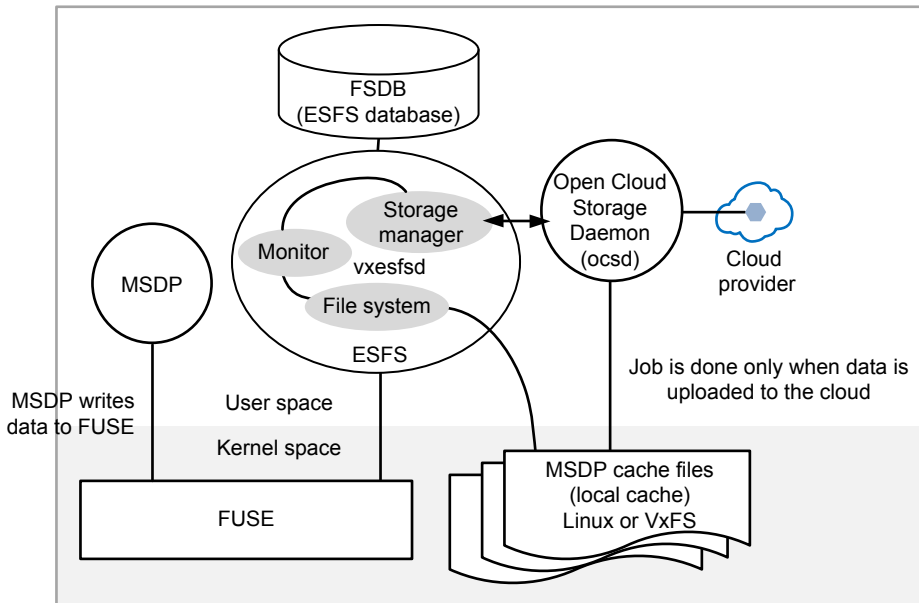 FSDB
(ESFS database)
Open Cloud
Storage
Daemon
(ocsd)
Storage
manager
Monitor
vxesfsd
File system
ESFS
MSDP
Cloud
provider
Job is done only when data is
uploaded to the cloud
MSDP writes
data to FUSE
User space
Kernel space
FUSE
MSDP cache files
(local cache)
Linux or VxFS